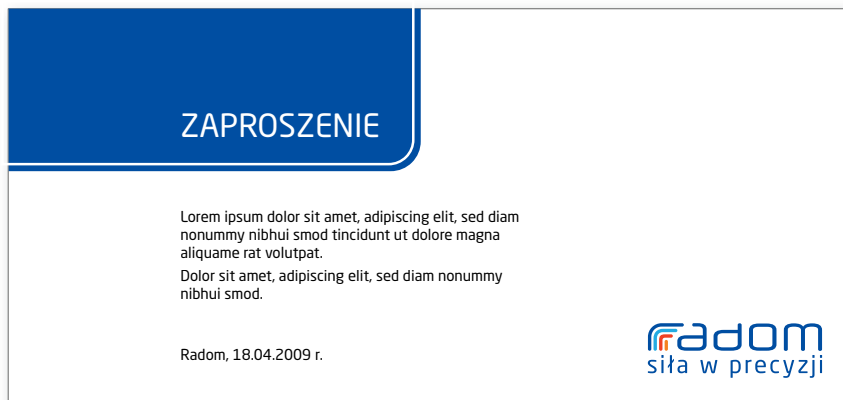 ZAPROSZENIE
Lorem ipsum dolor sit amet, adipiscing elit, sed diam
nonummy nibhui smod tincidunt ut dolore magna
aliquame rat volutpat.
Dolor sit amet, adipiscing elit, sed diam nonummy
nibhui smod.
Radom, 18.04.2009 r.
radom
siła w precyzji